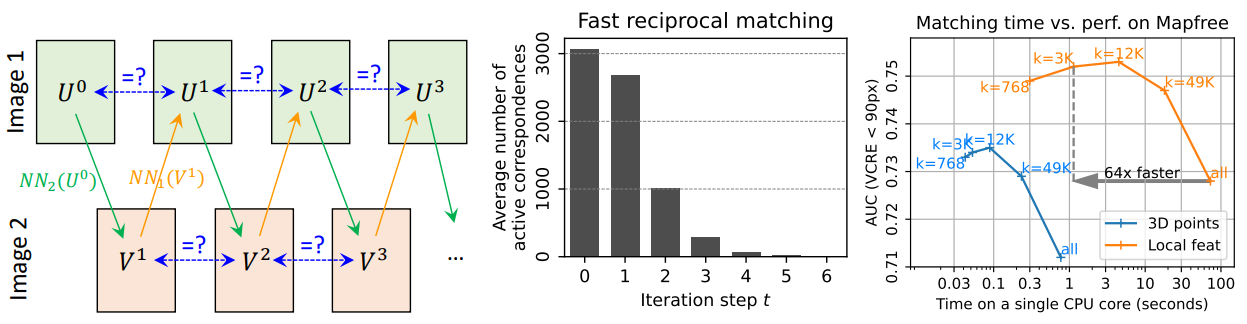 Image 1
U⁰
=?
U¹
=?
U²
=?
U³
NN₂(U⁰)
NN₁(V¹)
Image 2
V¹
=?
V²
=?
V³
...
Fast reciprocal matching
Average number of
active correspondences
3000
2000
1000
0
0 1 2 3 4 5 6
Iteration step t
Matching time vs. perf. on Mapfree
AUC (VCRE < 90px)
0.75
0.74
0.73
0.72
0.71
k=768
k=3K
k=12K
k=49K
all
k=768
k=3K
k=12K
k=49K
all
64x faster
3D points
Local feat
0.03 0.1 0.3 1 3 5 10 30 100
Time on a single CPU core (seconds)